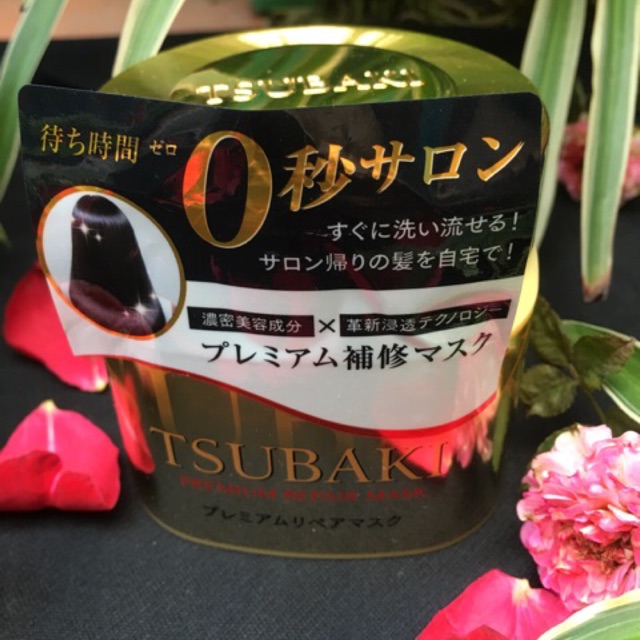 TSUBAKI
待ち時間 ゼロ 0秒サロン
すぐに洗い流せる!
サロン帰りの髪を自宅で!
濃密美容成分×革新浸透テクノロジー
プレミアム補修マスク
TSUBAKI
PREMIUM REPAIR MASK
プレミアムリペアマスク